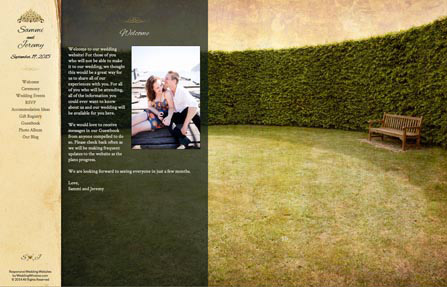 Sammi
and
Jeremy
September 19, 2015
Welcome
Ceremony
Wedding Events
RSVP
Accommodation Ideas
Gift Registry
Guestbook
Photo Album
Our Blog
S J
Responsive Wedding Websites
by WeddingWindow.com
© 2014 All Rights Reserved
Welcome
Welcome to our wedding
website! For those of you
who will not be able to make
it to our wedding, we thought
this would be a great way for
us to share all of our
experiences with you. For all
of you who will be attending,
all of the information you
could ever want to know
about us and our wedding will
be available for you here.
We would love to receive
messages in our Guestbook
from anyone compelled to do
so. Please check back often as
we will be making frequent
updates to the website as the
plans progress.
We are looking forward to seeing everyone in just a few months.
Love,
Sammi and Jeremy